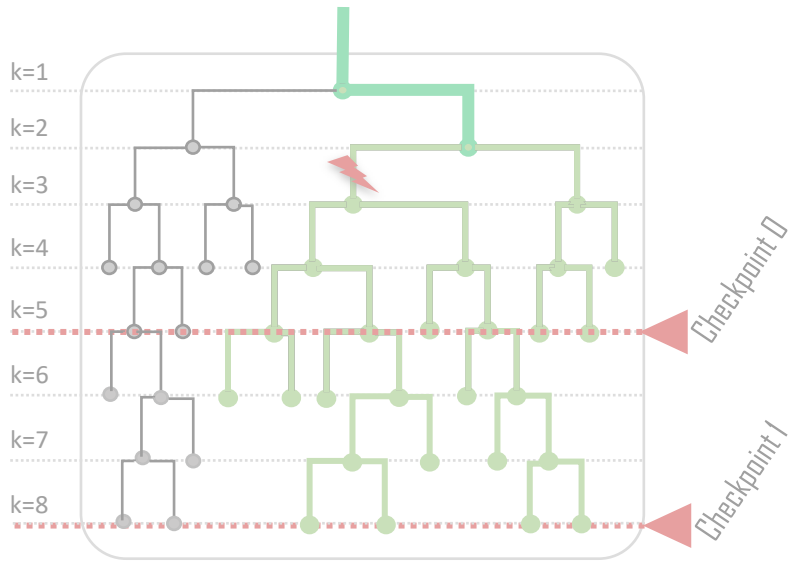 k=1
k=2
k=3
k=4
k=5
k=6
k=7
k=8
Checkpoint 0
Checkpoint 1